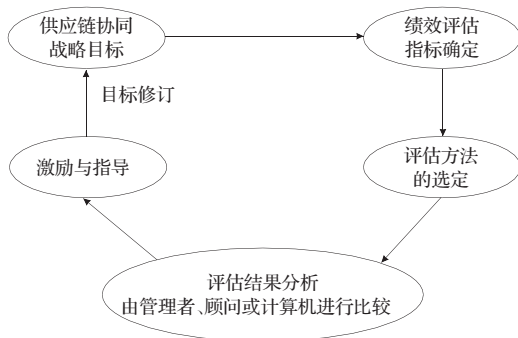 供应链协同
战略目标
绩效评估
指标确定
目标修订
激励与指导
评估方法
的选定
评估结果分析
由管理者、顾问或计算机进行比较